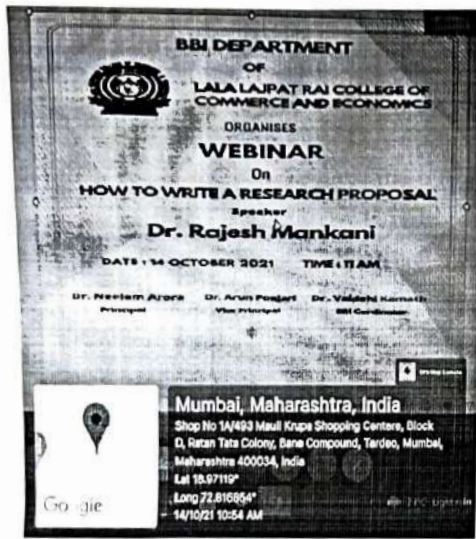 BBI DEPARTMENT
OF
LALA LAJPAT RAI COLLEGE OF
COMMERCE AND ECONOMICS
ORGANISES
WEBINAR
On
HOW TO WRITE A RESEARCH PROPOSAL
Speaker
Dr. Rajesh Mankani
DATE : 14 OCTOBER 2021 TIME : 11 AM
Dr. Neelam Arora Dr. Arun Poojari Dr. Vaidehi Kamath
Principal Vice Principal BBI Coordinator
Mumbai, Maharashtra, India
Shop No 1A/493 Mauli Krupa Shopping Centere, Block
D, Ratan Tata Colony, Bane Compound, Tardeo, Mumbai,
Maharashtra 400034, India
Lat 18.97119°
Long 72.816854°
14/10/21 10:54 AM
Google